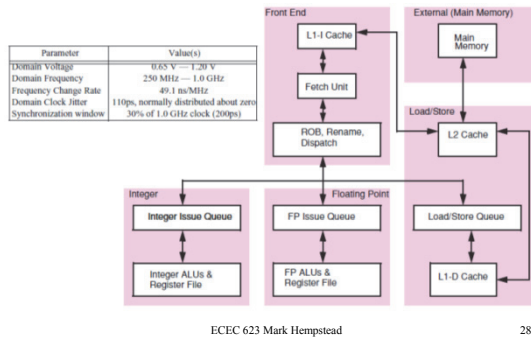 Front End
External (Main Memory)
L1-I Cache
Main
Memory
Parameter Value(s)
Domain Voltage 0.65 V — 1.20 V
Domain Frequency 250 MHz — 1.0 GHz
Frequency Change Rate 49.1 ns/MHz
Domain Clock Jitter 110ps, normally distributed about zero
Synchronization window 30% of 1.0 GHz clock (200ps)
Fetch Unit
Load/Store
ROB, Rename,
Dispatch
L2 Cache
Integer
Floating Point
Integer Issue Queue
FP Issue Queue
Load/Store Queue
Integer ALUs &
Register File
FP ALUs &
Register File
L1-D Cache
ECEC 623 Mark Hempstead
28